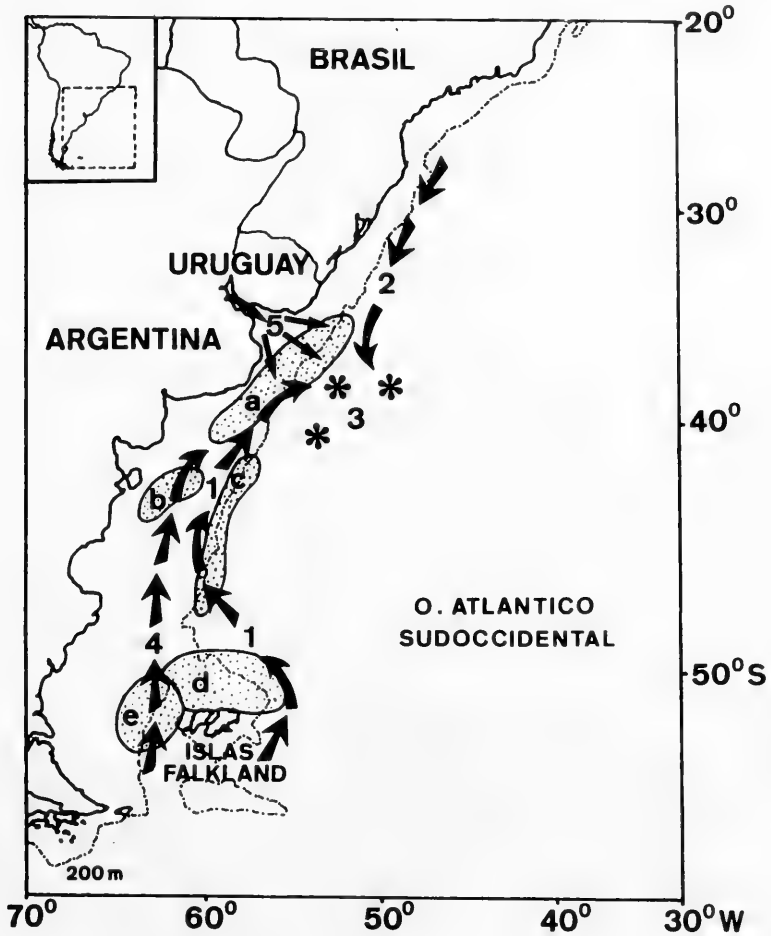 20°
BRASIL
30°
URUGUAY
2
5
ARGENTINA
a
*
*
3
40°
*
c
b
1
O. ATLANTICO
SUDOCCIDENTAL
4
1
50°S
d
e
ISLAS
FALKLAND
200 m
70°
60°
50°
40°
30°W